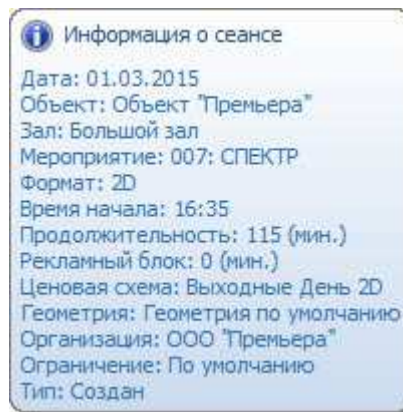 Информация о сеансе
Дата: 01.03.2015
Объект: Объект "Премьера"
Зал: Большой зал
Мероприятие: 007: СПЕКТР
Формат: 2D
Время начала: 16:35
Продолжительность: 115 (мин.)
Рекламный блок: 0 (мин.)
Ценовая схема: Выходные День 2D
Геометрия: Геометрия по умолчанию
Организация: ООО "Премьера"
Ограничение: По умолчанию
Тип: Создан